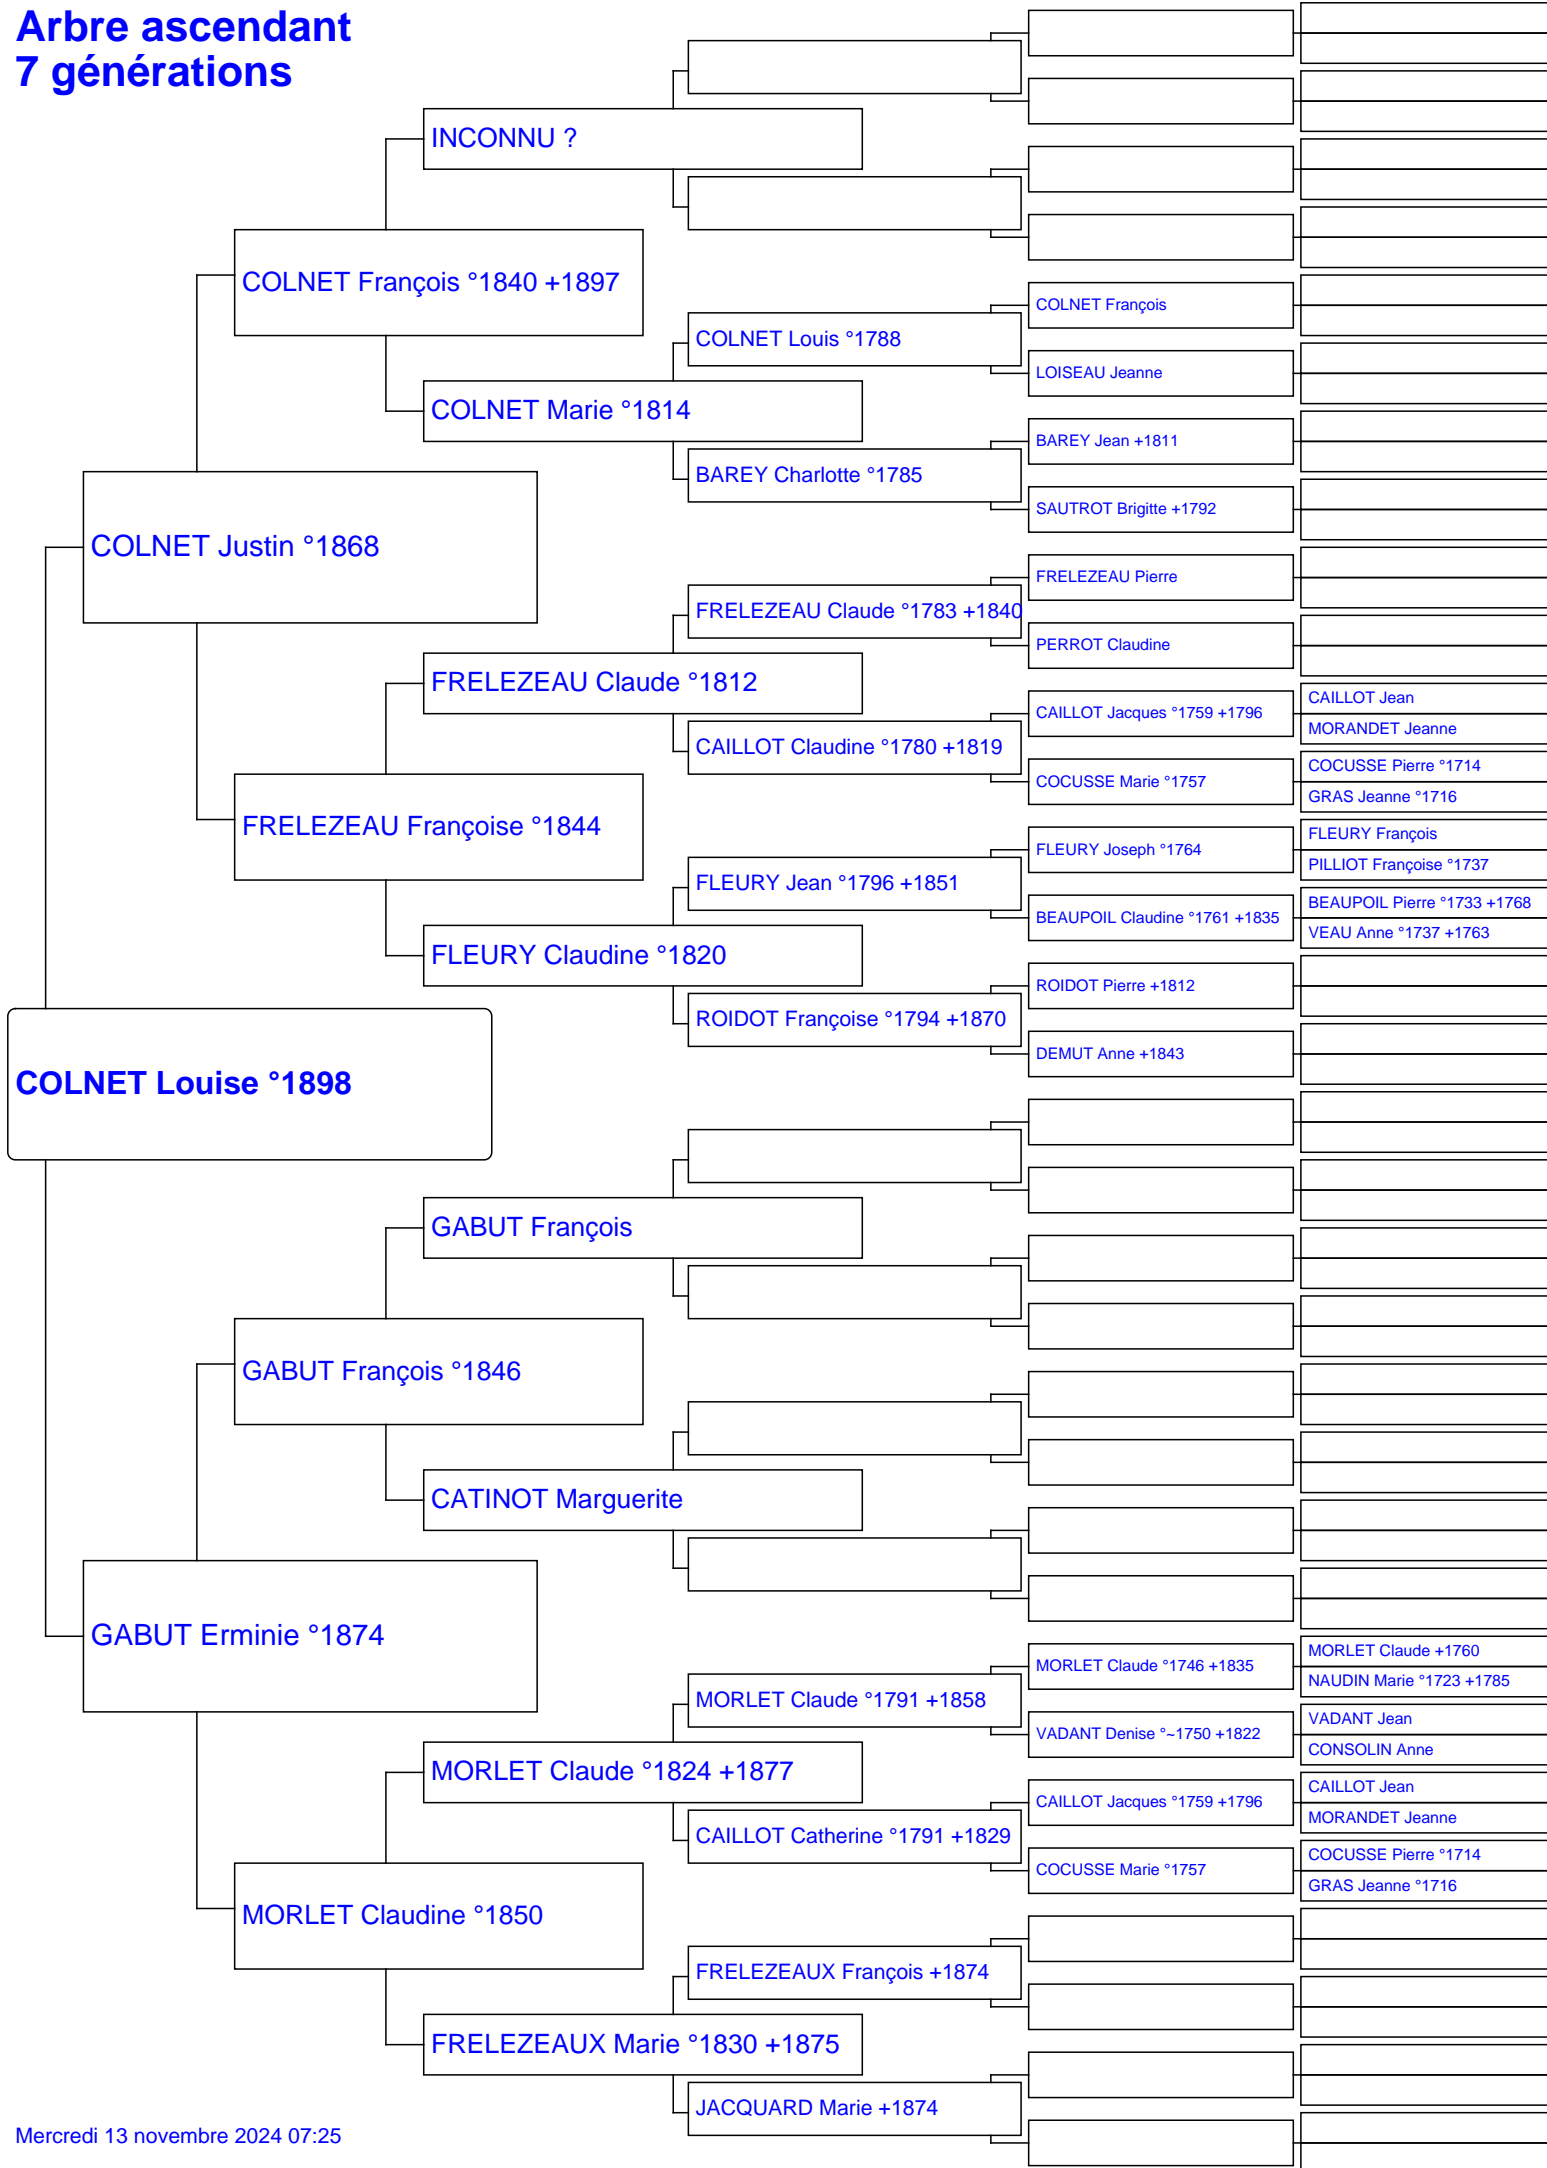 Arbre ascendant
7 générations
INCONNU ?
COLNET François °1840 +1897
COLNET Louis °1788
COLNET François
LOISEAU Jeanne
COLNET Marie °1814
BAREY Jean +1811
BAREY Charlotte °1785
SAUTROT Brigitte +1792
COLNET Justin °1868
FRELEZEAU Pierre
FRELEZEAU Claude °1783 +1840
PERROT Claudine
FRELEZEAU Claude °1812
CAILLOT Jacques °1759 +1796
CAILLOT Jean
MORANDET Jeanne
CAILLOT Claudine °1780 +1819
COCUSSE Marie °1757
COCUSSE Pierre °1714
GRAS Jeanne °1716
FRELEZEAU Françoise °1844
FLEURY Joseph °1764
FLEURY François
PILLIOT Françoise °1737
FLEURY Jean °1796 +1851
BEAUPOIL Claudine °1761 +1835
BEAUPOIL Pierre °1733 +1768
VEAU Anne °1737 +1763
FLEURY Claudine °1820
ROIDOT Pierre +1812
ROIDOT Françoise °1794 +1870
DEMUT Anne +1843
COLNET Louise °1898
GABUT François
GABUT François °1846
CATINOT Marguerite
GABUT Erminie °1874
MORLET Claude °1746 +1835
MORLET Claude +1760
NAUDIN Marie °1723 +1785
MORLET Claude °1791 +1858
VADANT Denise °~1750 +1822
VADANT Jean
CONSOLIN Anne
MORLET Claude °1824 +1877
CAILLOT Jacques °1759 +1796
CAILLOT Jean
MORANDET Jeanne
CAILLOT Catherine °1791 +1829
COCUSSE Marie °1757
COCUSSE Pierre °1714
GRAS Jeanne °1716
MORLET Claudine °1850
FRELEZEAUX François +1874
FRELEZEAUX Marie °1830 +1875
JACQUARD Marie +1874
Mercredi 13 novembre 2024 07:25